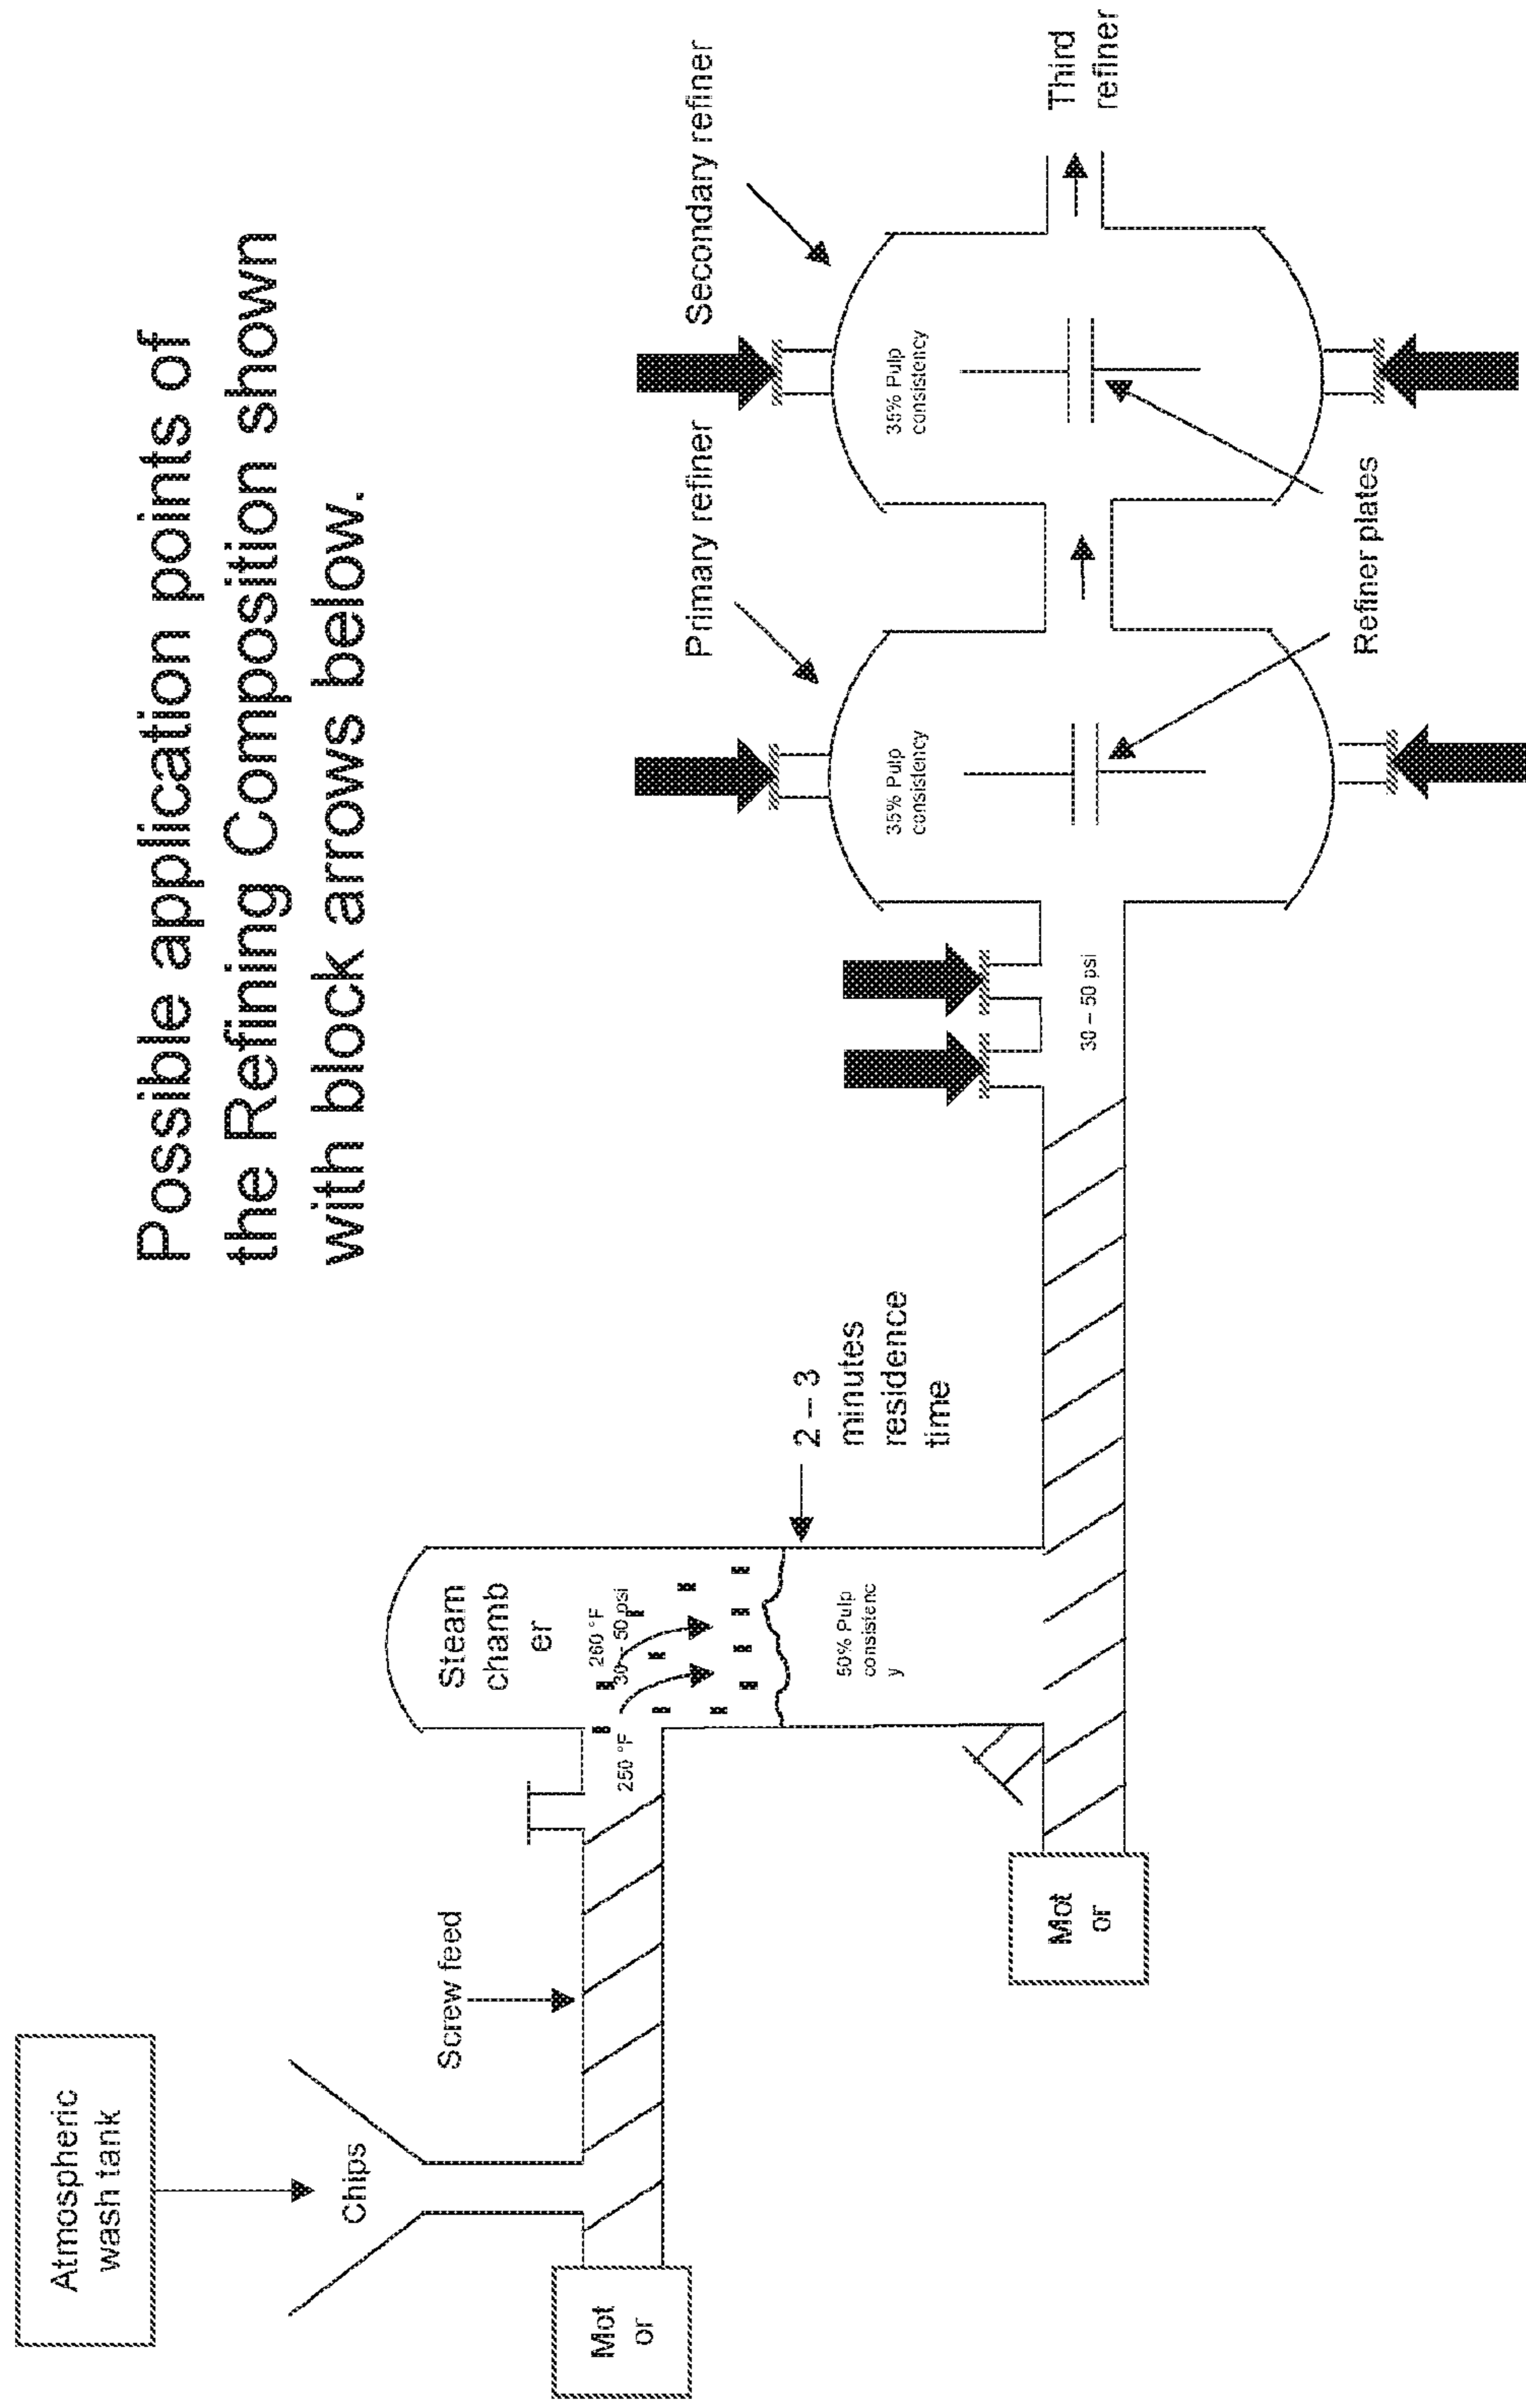 Possible application points of
the Refining Composition shown
with block arrows below.
Atmospheric
wash tank
Chips
Screw feed
Mot
or
250 °F
Steam
chamb
er
260 °F
30 – 50 psi
50% Pulp
consistenc
y
2 – 3
minutes
residence
time
Mot
or
30 – 50 psi
Primary refiner
35% Pulp
consistency
Secondary refiner
35% Pulp
consistency
Refiner plates
Third
refiner